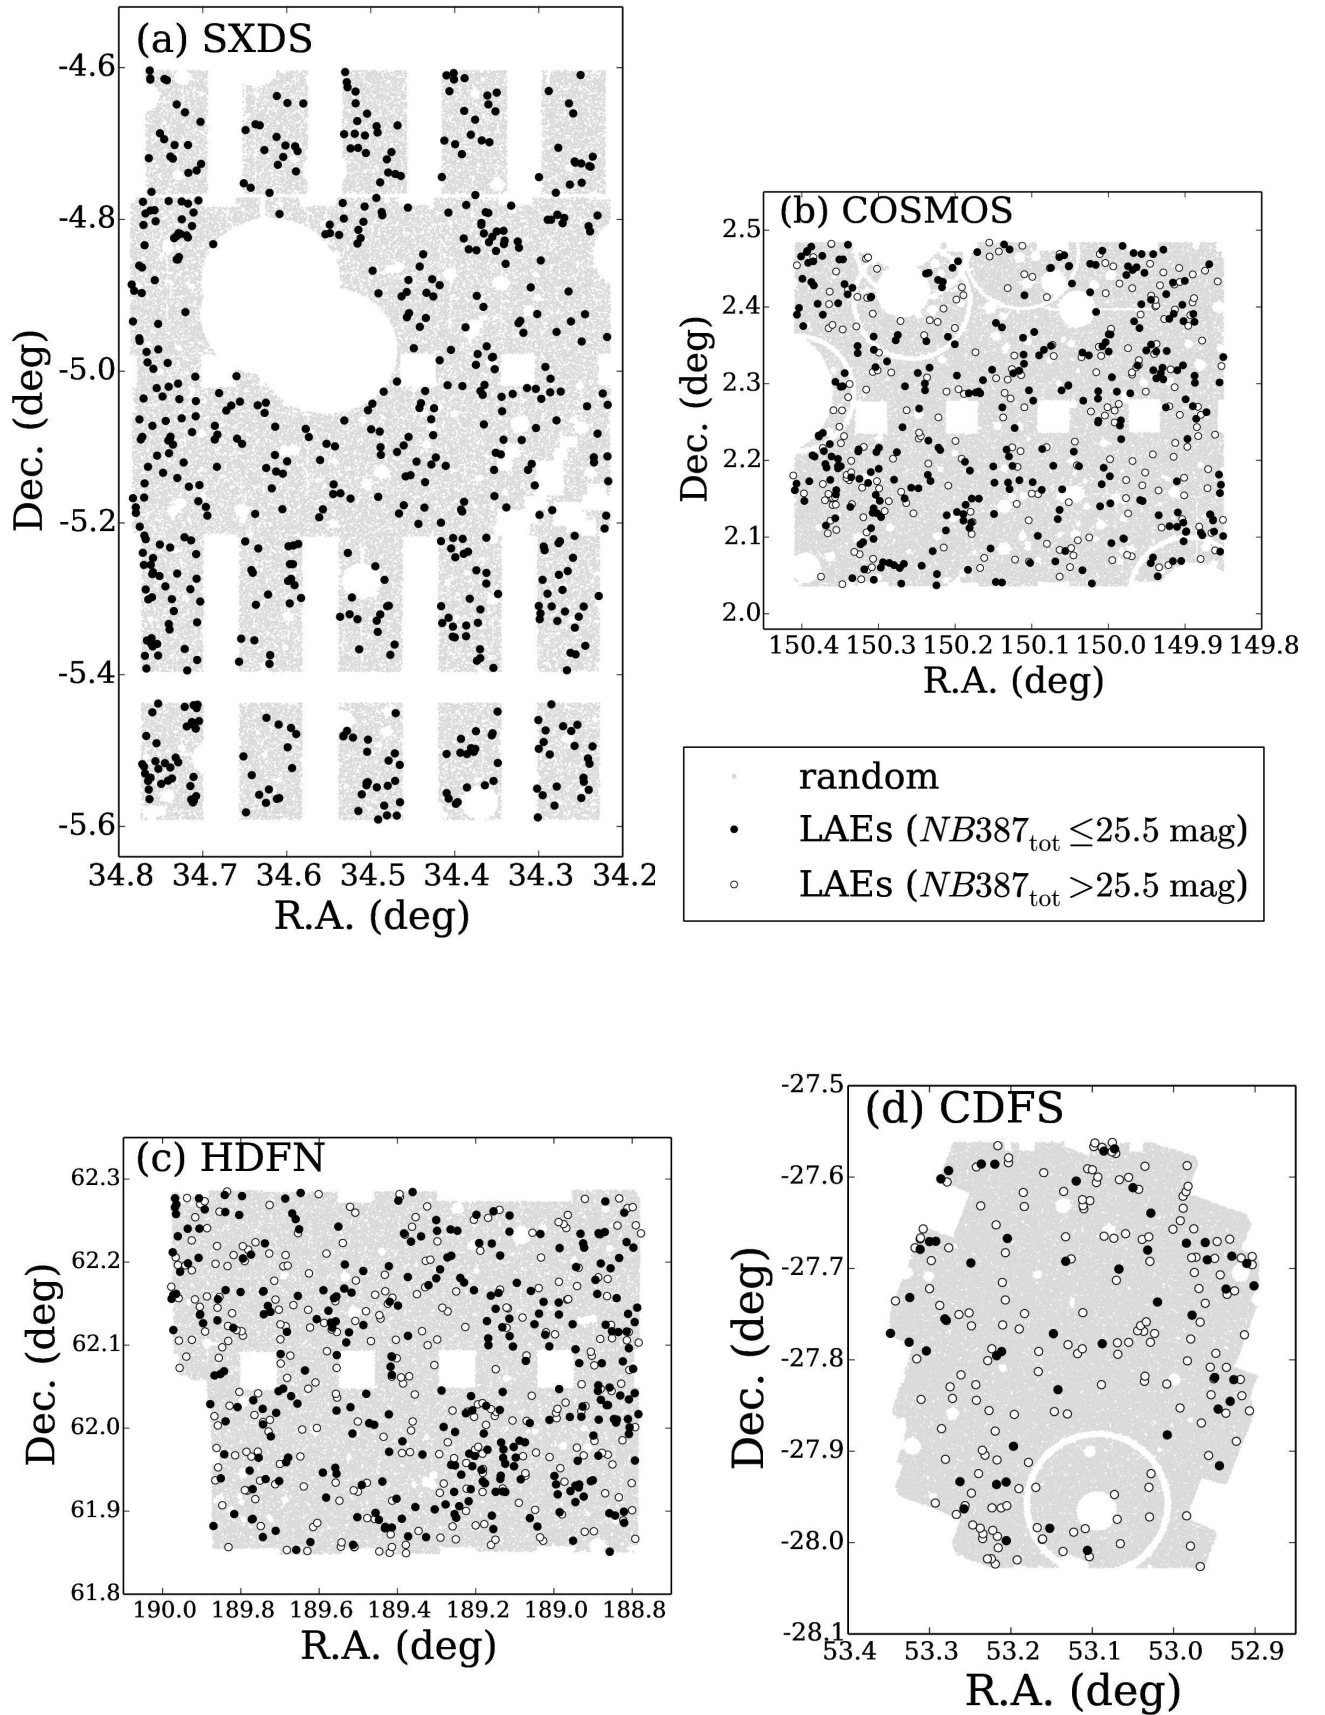 (a) SXDS
-4.6
-4.8
-5.0
-5.2
-5.4
-5.6
Dec. (deg)
34.8 34.7 34.6 34.5 34.4 34.3 34.2
R.A. (deg)
(b) COSMOS
2.5
2.4
2.3
2.2
2.1
2.0
Dec. (deg)
150.4 150.3 150.2 150.1 150.0 149.9 149.8
R.A. (deg)
random
LAEs (NB387tot ≤25.5 mag)
LAEs (NB387tot >25.5 mag)
(c) HDFN
62.3
62.2
62.1
62.0
61.9
61.8
Dec. (deg)
190.0 189.8 189.6 189.4 189.2 189.0 188.8
R.A. (deg)
(d) CDFS
-27.5
-27.6
-27.7
-27.8
-27.9
-28.0
-28.1
Dec. (deg)
53.4 53.3 53.2 53.1 53.0 52.9
R.A. (deg)